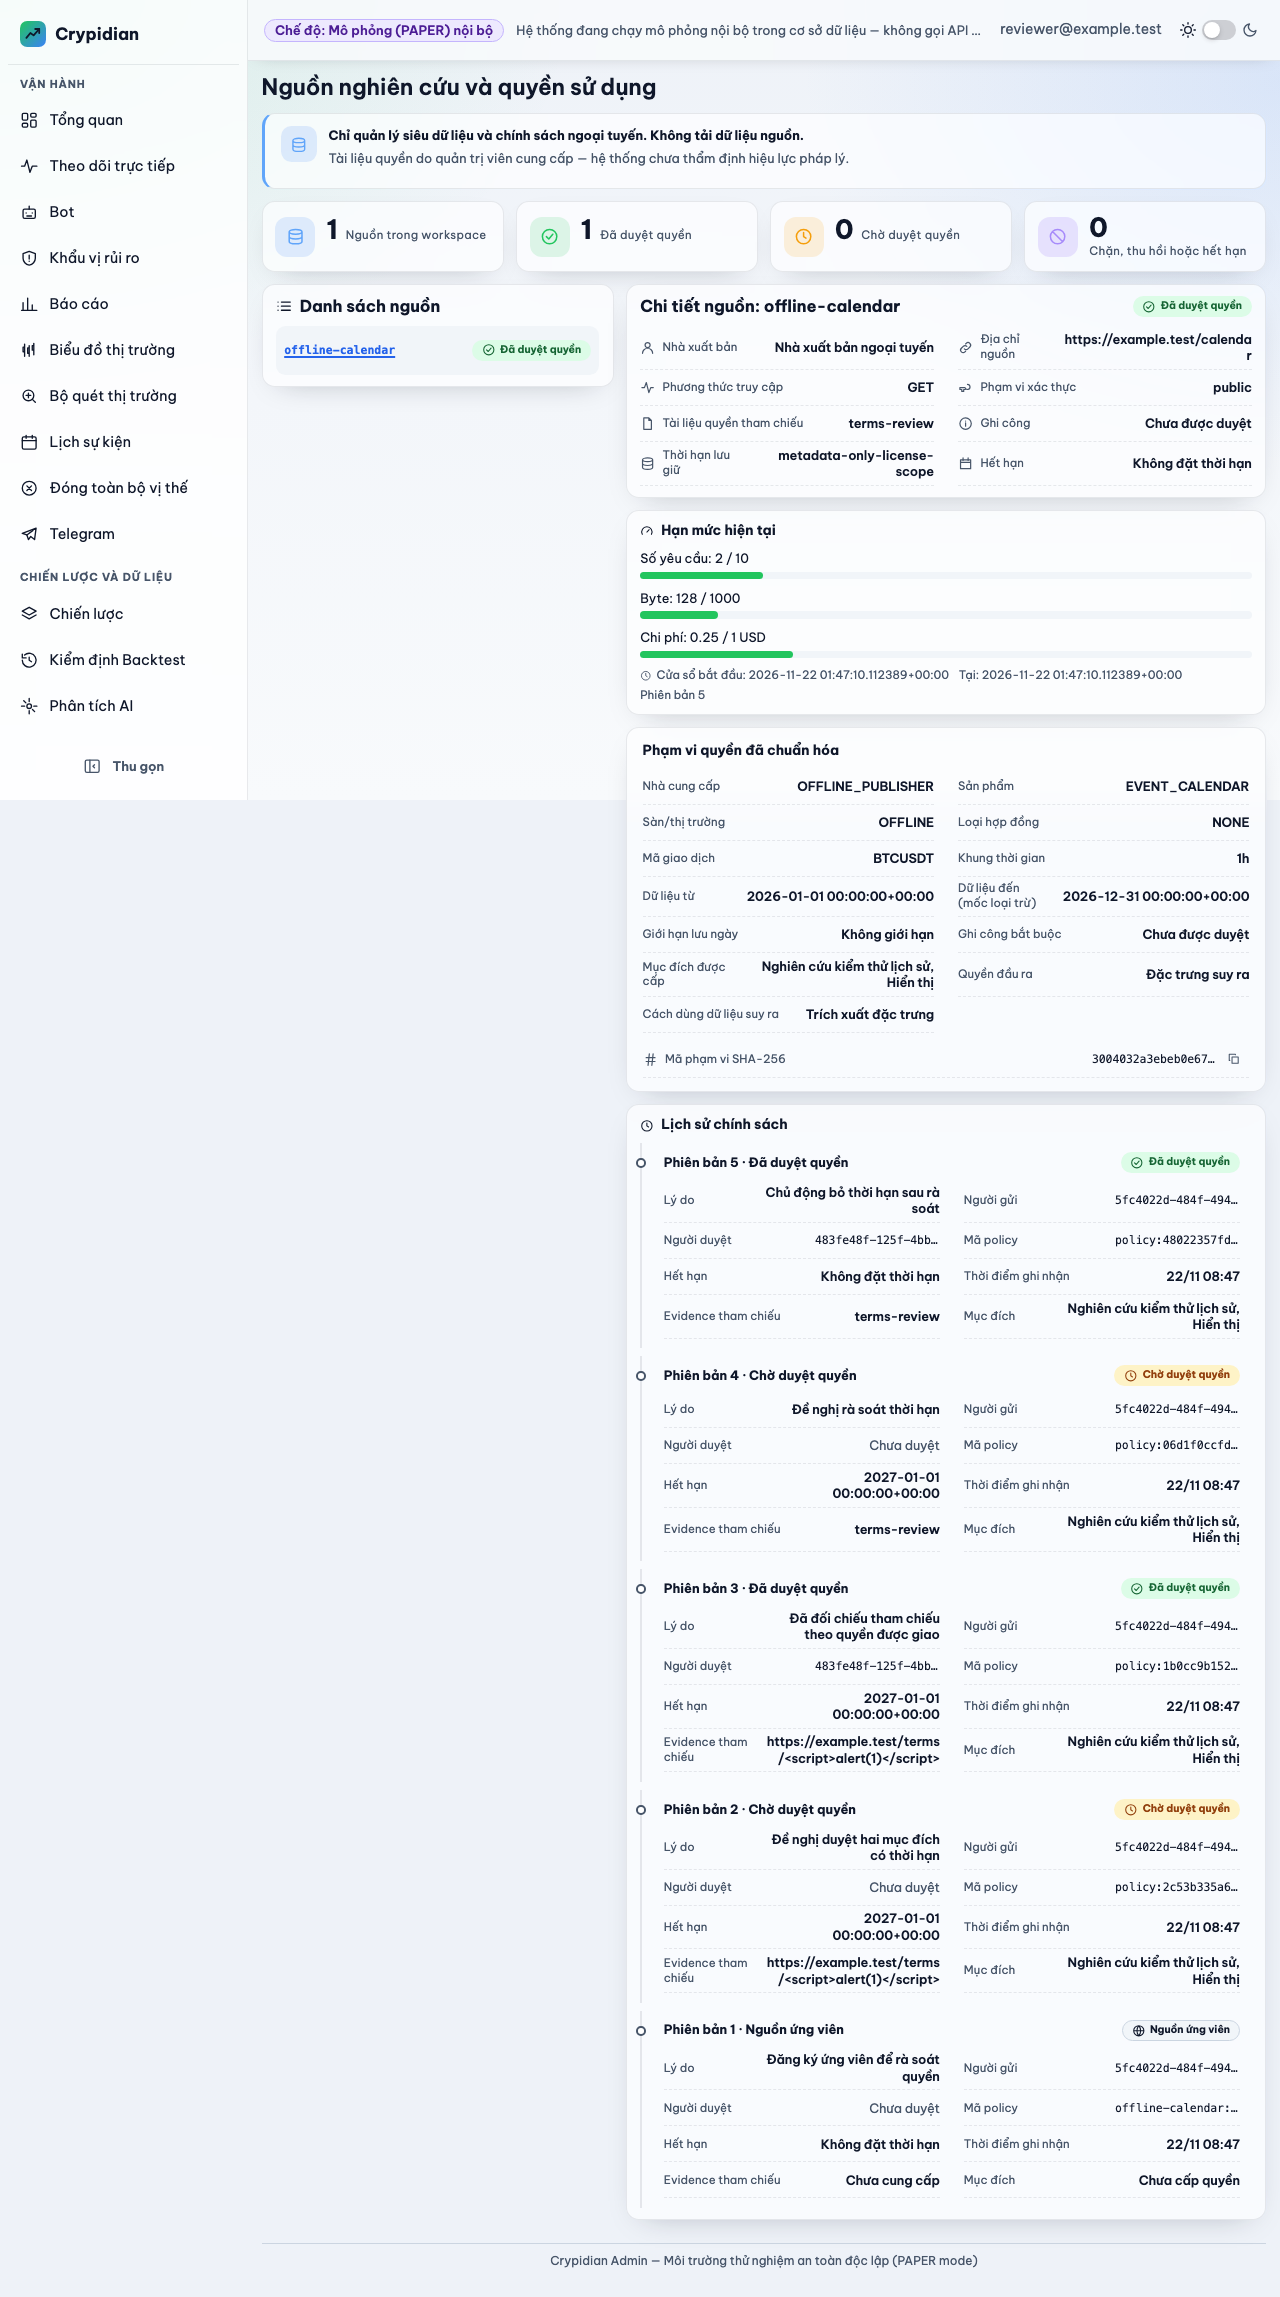 Crypidian
VẬN HÀNH
Tổng quan
Theo dõi trực tiếp
Bot
Khẩu vị rủi ro
Báo cáo
Biểu đồ thị trường
Bộ quét thị trường
Lịch sự kiện
Đóng toàn bộ vị thế
Telegram
CHIẾN LƯỢC VÀ DỮ LIỆU
Chiến lược
Kiểm định Backtest
Phân tích AI
Thu gọn
Chế độ: Mô phỏng (PAPER) nội bộ
Hệ thống đang chạy mô phỏng nội bộ trong cơ sở dữ liệu — không gọi API ...
reviewer@example.test
Nguồn nghiên cứu và quyền sử dụng
Chỉ quản lý siêu dữ liệu và chính sách ngoại tuyến. Không tải dữ liệu nguồn.
Tài liệu quyền do quản trị viên cung cấp — hệ thống chưa thẩm định hiệu lực pháp lý.
1 Nguồn trong workspace
1 Đã duyệt quyền
0 Chờ duyệt quyền
0
Chặn, thu hồi hoặc hết hạn
Danh sách nguồn
offline-calendar
Đã duyệt quyền
Chi tiết nguồn: offline-calendar
Đã duyệt quyền
Nhà xuất bản
Nhà xuất bản ngoại tuyến
Địa chỉ
nguồn
https://example.test/calenda
r
Phương thức truy cập
GET
Phạm vi xác thực
public
Tài liệu quyền tham chiếu
terms-review
Ghi công
Chưa được duyệt
Thời hạn lưu
giữ
metadata-only-license-
scope
Hết hạn
Không đặt thời hạn
Hạn mức hiện tại
Số yêu cầu: 2 / 10
Byte: 128 / 1000
Chi phí: 0.25 / 1 USD
Cửa sổ bắt đầu: 2026-11-22 01:47:10.112389+00:00 Tại: 2026-11-22 01:47:10.112389+00:00
Phiên bản 5
Phạm vi quyền đã chuẩn hóa
Nhà cung cấp
OFFLINE_PUBLISHER
Sản phẩm
EVENT_CALENDAR
Sàn/thị trường
OFFLINE
Loại hợp đồng
NONE
Mã giao dịch
BTCUSDT
Khung thời gian
1h
Dữ liệu từ
2026-01-01 00:00:00+00:00
Dữ liệu đến
(mốc loại trừ)
2026-12-31 00:00:00+00:00
Giới hạn lưu ngày
Không giới hạn
Ghi công bắt buộc
Chưa được duyệt
Mục đích được
cấp
Nghiên cứu kiểm thử lịch sử,
Hiển thị
Quyền đầu ra
Đặc trưng suy ra
Cách dùng dữ liệu suy ra
Trích xuất đặc trưng
Mã phạm vi SHA-256
3004032a3ebeb0e67…
Lịch sử chính sách
Phiên bản 5 · Đã duyệt quyền
Đã duyệt quyền
Lý do
Chủ động bỏ thời hạn sau rà
soát
Người gửi
5fc4022d-484f-494…
Người duyệt
483fe48f-125f-4bb…
Mã policy
policy:48022357fd…
Hết hạn
Không đặt thời hạn
Thời điểm ghi nhận
22/11 08:47
Evidence tham chiếu
terms-review
Mục đích
Nghiên cứu kiểm thử lịch sử,
Hiển thị
Phiên bản 4 · Chờ duyệt quyền
Chờ duyệt quyền
Lý do
Đề nghị rà soát thời hạn
Người gửi
5fc4022d-484f-494…
Người duyệt
Chưa duyệt
Mã policy
policy:06d1f0ccfd…
Hết hạn
2027-01-01
00:00:00+00:00
Thời điểm ghi nhận
22/11 08:47
Evidence tham chiếu
terms-review
Mục đích
Nghiên cứu kiểm thử lịch sử,
Hiển thị
Phiên bản 3 · Đã duyệt quyền
Đã duyệt quyền
Lý do
Đã đối chiếu tham chiếu
theo quyền được giao
Người gửi
5fc4022d-484f-494…
Người duyệt
483fe48f-125f-4bb…
Mã policy
policy:1b0cc9b152…
Hết hạn
2027-01-01
00:00:00+00:00
Thời điểm ghi nhận
22/11 08:47
Evidence tham
chiếu
https://example.test/terms
/<script>alert(1)</script>
Mục đích
Nghiên cứu kiểm thử lịch sử,
Hiển thị
Phiên bản 2 · Chờ duyệt quyền
Chờ duyệt quyền
Lý do
Đề nghị duyệt hai mục đích
có thời hạn
Người gửi
5fc4022d-484f-494…
Người duyệt
Chưa duyệt
Mã policy
policy:2c53b335a6…
Hết hạn
2027-01-01
00:00:00+00:00
Thời điểm ghi nhận
22/11 08:47
Evidence tham
chiếu
https://example.test/terms
/<script>alert(1)</script>
Mục đích
Nghiên cứu kiểm thử lịch sử,
Hiển thị
Phiên bản 1 · Nguồn ứng viên
Nguồn ứng viên
Lý do
Đăng ký ứng viên để rà soát
quyền
Người gửi
5fc4022d-484f-494…
Người duyệt
Chưa duyệt
Mã policy
offline-calendar:…
Hết hạn
Không đặt thời hạn
Thời điểm ghi nhận
22/11 08:47
Evidence tham chiếu
Chưa cung cấp
Mục đích
Chưa cấp quyền
Crypidian Admin — Môi trường thử nghiệm an toàn độc lập (PAPER mode)